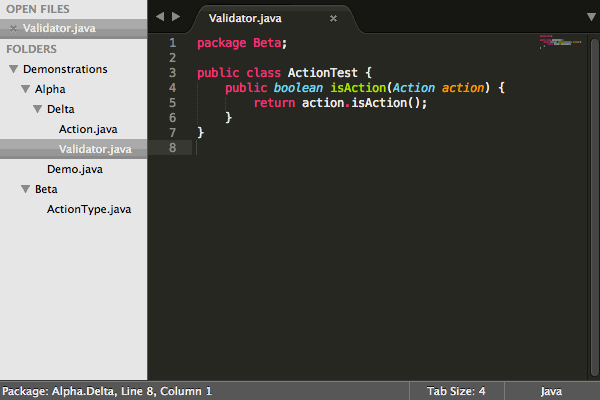 OPEN FILES
Validator.java
FOLDERS
Demonstrations
Alpha
Delta
Action.java
Validator.java
Demo.java
Beta
ActionType.java
Validator.java
1 package Beta;
2
3 public class ActionTest {
4 public boolean isAction(Action action) {
5 return action.isAction();
6 }
7 }
8
Package: Alpha.Delta, Line 8, Column 1
Tab Size: 4
Java